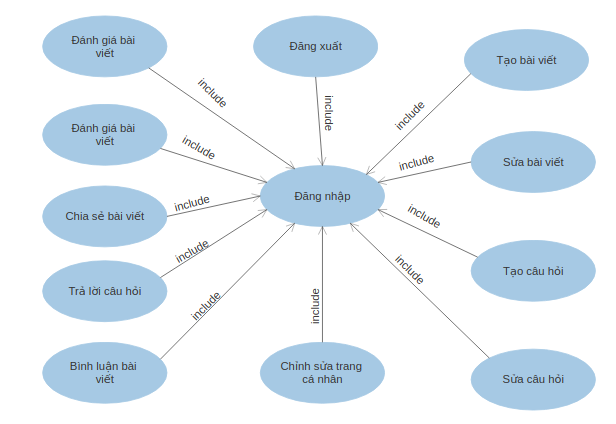 Đánh giá bài
viết
Đăng xuất
Tạo bài viết
include
include
include
Đánh giá bài
viết
include
include
Sửa bài viết
Đăng nhập
Chia sẻ bài viết
include
include
include
Tạo câu hỏi
Trả lời câu hỏi
include
include
include
Bình luận bài
viết
Chỉnh sửa trang
cá nhân
Sửa câu hỏi